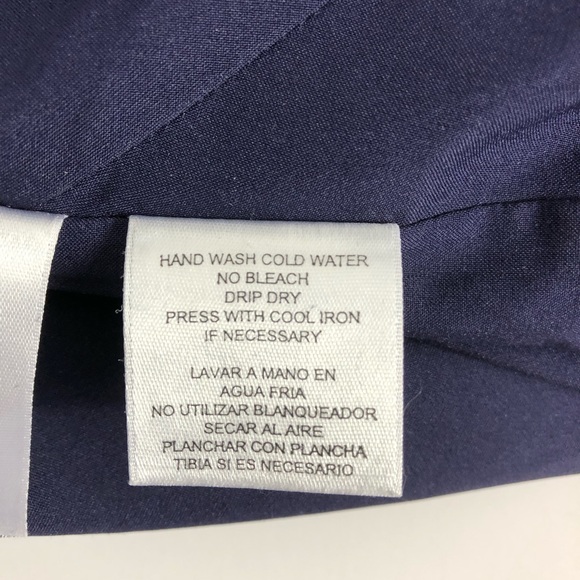 HAND WASH COLD WATER
NO BLEACH
DRIP DRY
PRESS WITH COOL IRON
IF NECESSARY
LAVAR A MANO EN
AGUA FRIA
NO UTILIZAR BLANQUEADOR
SECAR AL AIRE
PLANCHAR CON PLANCHA
TIBIA SI ES NECESARIO